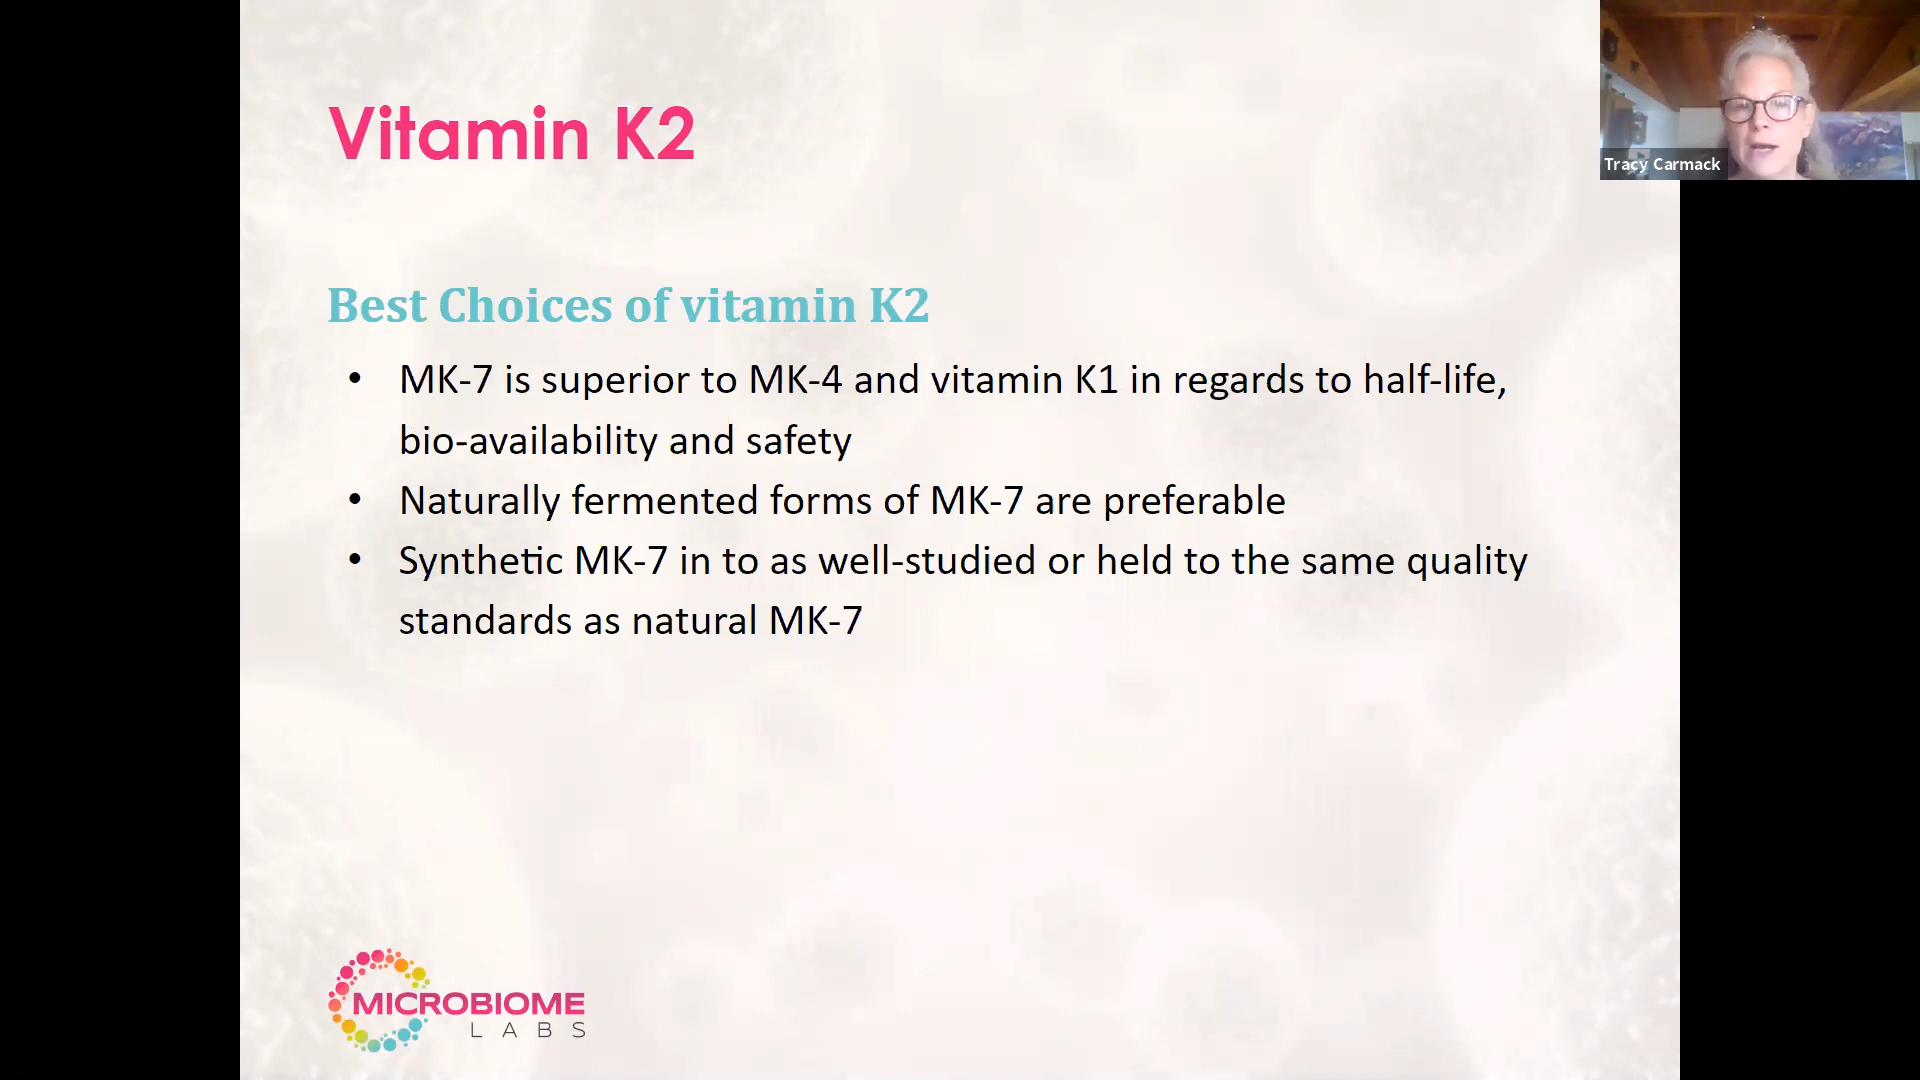 Vitamin K2
Tracy Carmack
Best Choices of vitamin K2
• MK-7 is superior to MK-4 and vitamin K1 in regards to half-life,
bio-availability and safety
• Naturally fermented forms of MK-7 are preferable
• Synthetic MK-7 in to as well-studied or held to the same quality
standards as natural MK-7
MICROBIOME
LABS